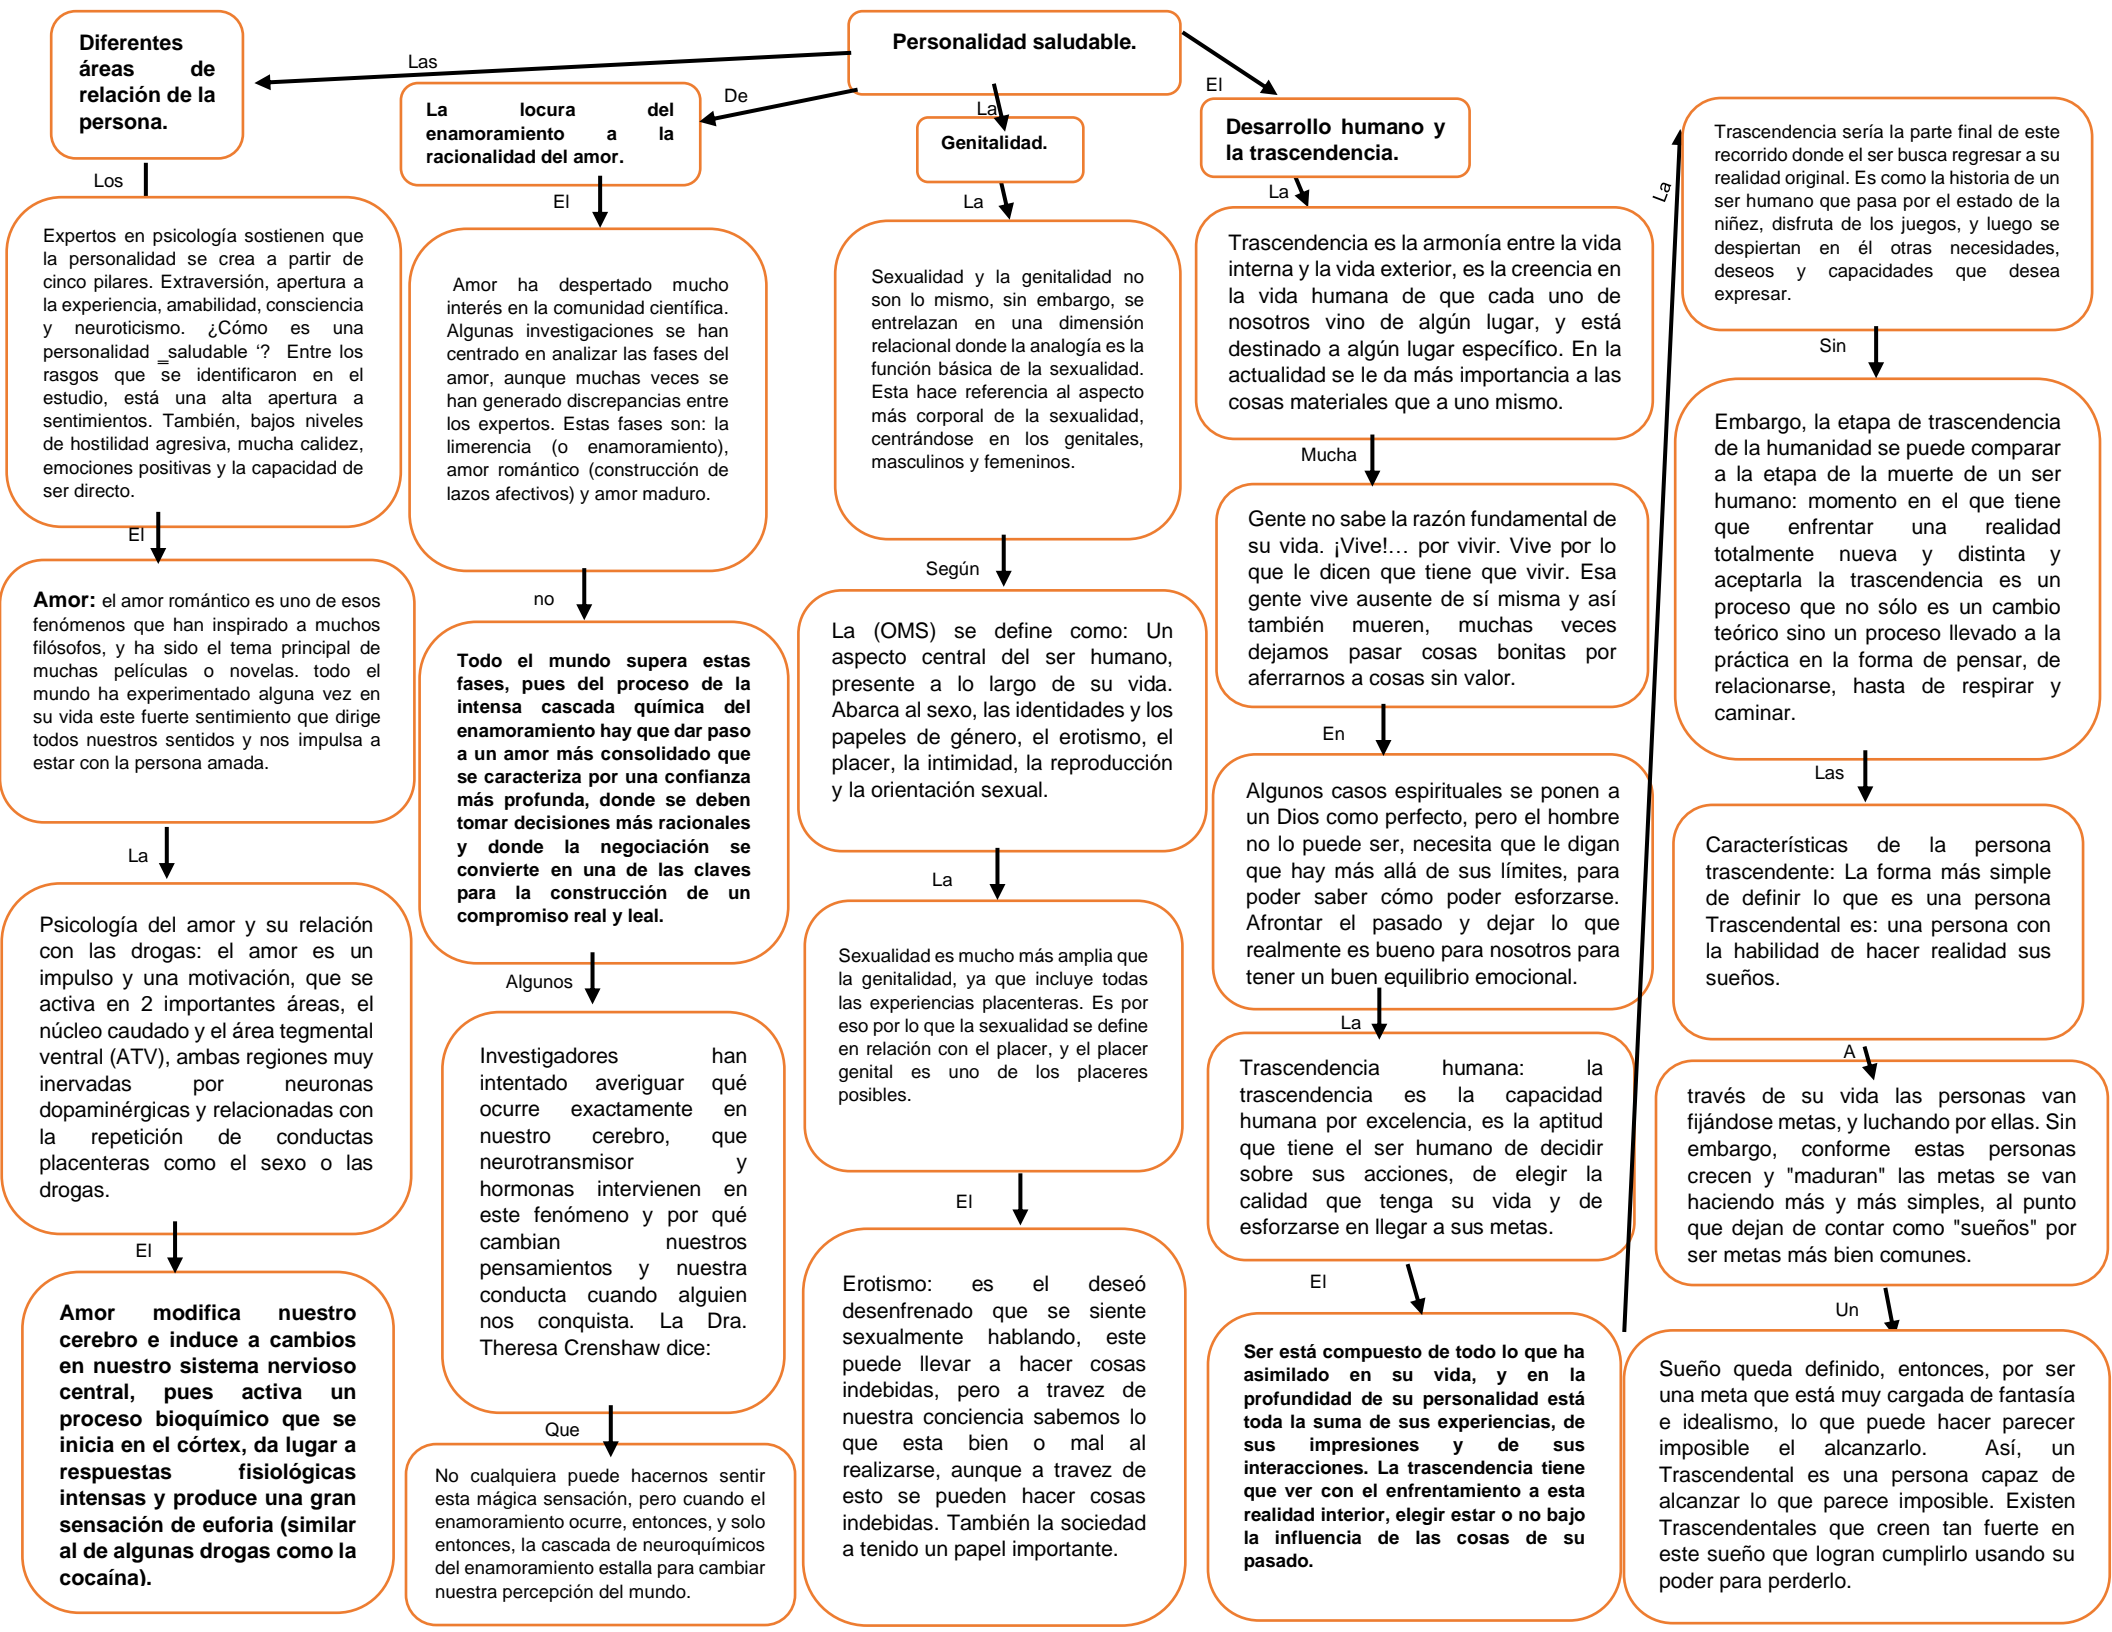 Personalidad saludable.
Las
Diferentes
áreas de
relación de la
persona.
Los
Expertos en psicología sostienen que
la personalidad se crea a partir de
cinco pilares. Extraversión, apertura a
la experiencia, amabilidad, consciencia
y neuroticismo. ¿Cómo es una
personalidad ‗saludable ‘? Entre los
rasgos que se identificaron en el
estudio, está una alta apertura a
sentimientos. También, bajos niveles
de hostilidad agresiva, mucha calidez,
emociones positivas y la capacidad de
ser directo.
El
Amor: el amor romántico es uno de esos
fenómenos que han inspirado a muchos
filósofos, y ha sido el tema principal de
muchas películas o novelas. todo el
mundo ha experimentado alguna vez en
su vida este fuerte sentimiento que dirige
todos nuestros sentidos y nos impulsa a
estar con la persona amada.
La
Psicología del amor y su relación
con las drogas: el amor es un
impulso y una motivación, que se
activa en 2 importantes áreas, el
núcleo caudado y el área tegmental
ventral (ATV), ambas regiones muy
inervadas por neuronas
dopaminérgicas y relacionadas con
la repetición de conductas
placenteras como el sexo o las
drogas.
El
Amor modifica nuestro
cerebro e induce a cambios
en nuestro sistema nervioso
central, pues activa un
proceso bioquímico que se
inicia en el córtex, da lugar a
respuestas fisiológicas
intensas y produce una gran
sensación de euforia (similar
al de algunas drogas como la
cocaína).
De
La locura del
enamoramiento a la
racionalidad del amor.
El
Amor ha despertado mucho
interés en la comunidad científica.
Algunas investigaciones se han
centrado en analizar las fases del
amor, aunque muchas veces se
han generado discrepancias entre
los expertos. Estas fases son: la
limerencia (o enamoramiento),
amor romántico (construcción de
lazos afectivos) y amor maduro.
no
Todo el mundo supera estas
fases, pues del proceso de la
intensa cascada química del
enamoramiento hay que dar paso
a un amor más consolidado que
se caracteriza por una confianza
más profunda, donde se deben
tomar decisiones más racionales
y donde la negociación se
convierte en una de las claves
para la construcción de un
compromiso real y leal.
Algunos
Investigadores han
intentado averiguar qué
ocurre exactamente en
nuestro cerebro, que
neurotransmisor y
hormonas intervienen en
este fenómeno y por qué
cambian nuestros
pensamientos y nuestra
conducta cuando alguien
nos conquista. La Dra.
Theresa Crenshaw dice:
Que
No cualquiera puede hacernos sentir
esta mágica sensación, pero cuando el
enamoramiento ocurre, entonces, y solo
entonces, la cascada de neuroquímicos
del enamoramiento estalla para cambiar
nuestra percepción del mundo.
La
Genitalidad.
La
Sexualidad y la genitalidad no
son lo mismo, sin embargo, se
entrelazan en una dimensión
relacional donde la analogía es la
función básica de la sexualidad.
Esta hace referencia al aspecto
más corporal de la sexualidad,
centrándose en los genitales,
masculinos y femeninos.
Según
La (OMS) se define como: Un
aspecto central del ser humano,
presente a lo largo de su vida.
Abarca al sexo, las identidades y los
papeles de género, el erotismo, el
placer, la intimidad, la reproducción
y la orientación sexual.
La
Sexualidad es mucho más amplia que
la genitalidad, ya que incluye todas
las experiencias placenteras. Es por
eso por lo que la sexualidad se define
en relación con el placer, y el placer
genital es uno de los placeres
posibles.
El
Erotismo: es el deseó
desenfrenado que se siente
sexualmente hablando, este
puede llevar a hacer cosas
indebidas, pero a travez de
nuestra conciencia sabemos lo
que esta bien o mal al
realizarse, aunque a travez de
esto se pueden hacer cosas
indebidas. También la sociedad
a tenido un papel importante.
El
Desarrollo humano y
la trascendencia.
La
Trascendencia es la armonía entre la vida
interna y la vida exterior, es la creencia en
la vida humana de que cada uno de
nosotros vino de algún lugar, y está
destinado a algún lugar específico. En la
actualidad se le da más importancia a las
cosas materiales que a uno mismo.
Mucha
Gente no sabe la razón fundamental de
su vida. ¡Vive!… por vivir. Vive por lo
que le dicen que tiene que vivir. Esa
gente vive ausente de sí misma y así
también mueren, muchas veces
dejamos pasar cosas bonitas por
aferrarnos a cosas sin valor.
En
Algunos casos espirituales se ponen a
un Dios como perfecto, pero el hombre
no lo puede ser, necesita que le digan
que hay más allá de sus límites, para
poder saber cómo poder esforzarse.
Afrontar el pasado y dejar lo que
realmente es bueno para nosotros para
tener un buen equilibrio emocional.
La
Trascendencia humana: la
trascendencia es la capacidad
humana por excelencia, es la aptitud
que tiene el ser humano de decidir
sobre sus acciones, de elegir la
calidad que tenga su vida y de
esforzarse en llegar a sus metas.
El
Ser está compuesto de todo lo que ha
asimilado en su vida, y en la
profundidad de su personalidad está
toda la suma de sus experiencias, de
sus impresiones y de sus
interacciones. La trascendencia tiene
que ver con el enfrentamiento a esta
realidad interior, elegir estar o no bajo
la influencia de las cosas de su
pasado.
La
Trascendencia sería la parte final de este
recorrido donde el ser busca regresar a su
realidad original. Es como la historia de un
ser humano que pasa por el estado de la
niñez, disfruta de los juegos, y luego se
despiertan en él otras necesidades,
deseos y capacidades que desea
expresar.
Sin
Embargo, la etapa de trascendencia
de la humanidad se puede comparar
a la etapa de la muerte de un ser
humano: momento en el que tiene
que enfrentar una realidad
totalmente nueva y distinta y
aceptarla la trascendencia es un
proceso que no sólo es un cambio
teórico sino un proceso llevado a la
práctica en la forma de pensar, de
relacionarse, hasta de respirar y
caminar.
Las
Características de la persona
trascendente: La forma más simple
de definir lo que es una persona
Trascendental es: una persona con
la habilidad de hacer realidad sus
sueños.
A
través de su vida las personas van
fijándose metas, y luchando por ellas. Sin
embargo, conforme estas personas
crecen y "maduran" las metas se van
haciendo más y más simples, al punto
que dejan de contar como "sueños" por
ser metas más bien comunes.
Un
Sueño queda definido, entonces, por ser
una meta que está muy cargada de fantasía
e idealismo, lo que puede hacer parecer
imposible el alcanzarlo. Así, un
Trascendental es una persona capaz de
alcanzar lo que parece imposible. Existen
Trascendentales que creen tan fuerte en
este sueño que logran cumplirlo usando su
poder para perderlo.